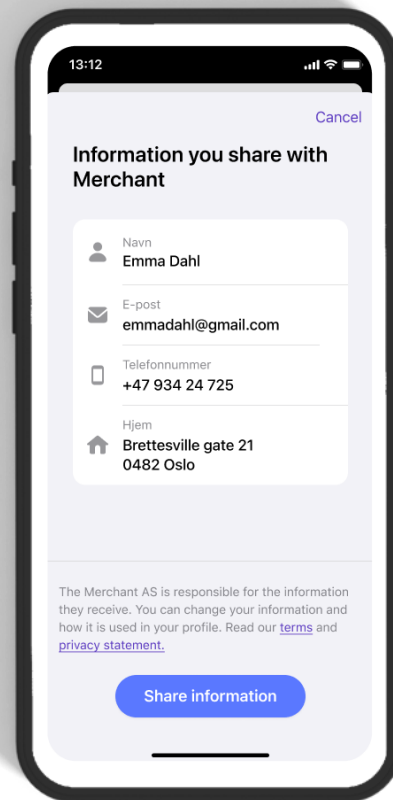 13:12
Cancel
Information you share with
Merchant
Navn
Emma Dahl
E-post
emmadahl@gmail.com
Telefonnummer
+47 934 24 725
Hjem
Brettesville gate 21
0482 Oslo
The Merchant AS is responsible for the information
they receive. You can change your information and
how it is used in your profile. Read our terms and
privacy statement.
Share information